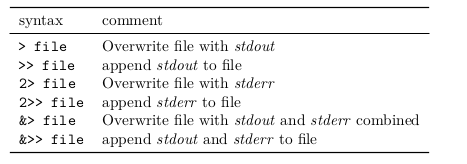 syntax comment
> file Overwrite file with stdout
>> file append stdout to file
2> file Overwrite file with stderr
2>> file append stderr to file
&> file Overwrite file with stdout and stderr combined
&>> file append stdout and stderr to file